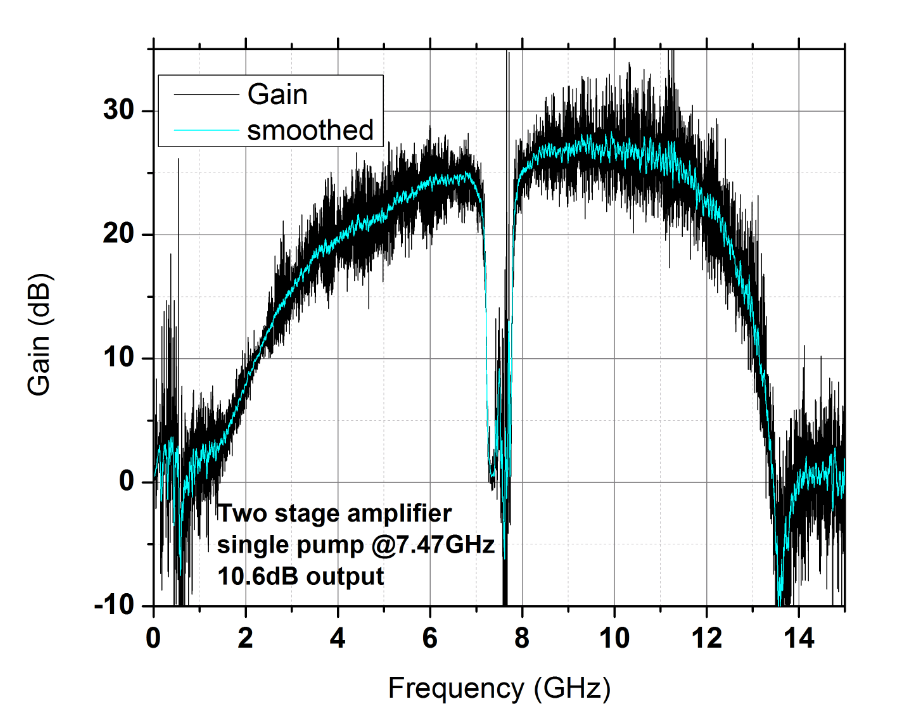 Gain
smoothed
30
20
10
0
-10
Gain (dB)
Two stage amplifier
single pump @7.47GHz
10.6dB output
0 2 4 6 8 10 12 14
Frequency (GHz)